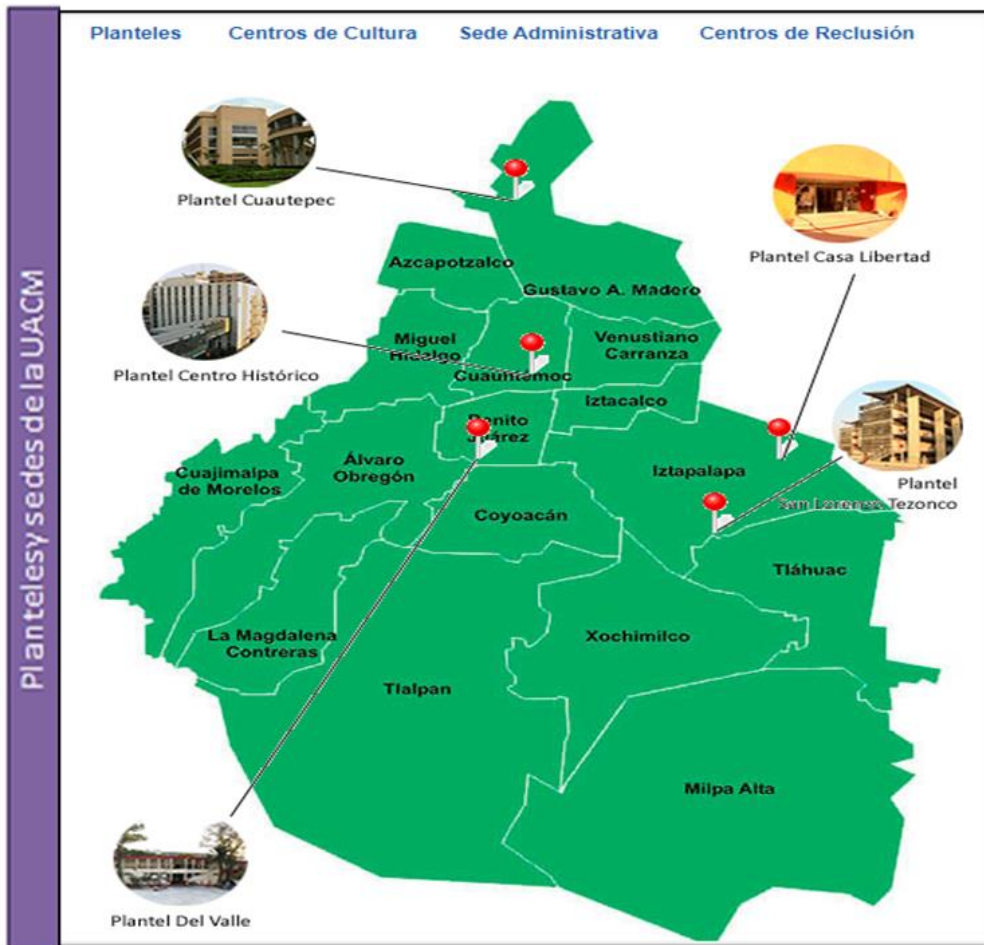 Planteles y sedes de la UACM
Planteles Centros de Cultura Sede Administrativa Centros de Reclusión
Plantel Cuautepec
Plantel Casa Libertad
Azcapotzalco
Gustavo A. Madero
Miguel
Hidalgo
Venustiano
Carranza
Plantel Centro Histórico
Cuauhtémoc
Iztacalco
Benito
Juárez
Cuajimalpa
de Morelos
Álvaro
Obregón
Iztapalapa
Plantel
San Lorenzo Tezonco
Coyoacán
Tláhuac
La Magdalena
Contreras
Xochimilco
Tlalpan
Milpa Alta
Plantel Del Valle